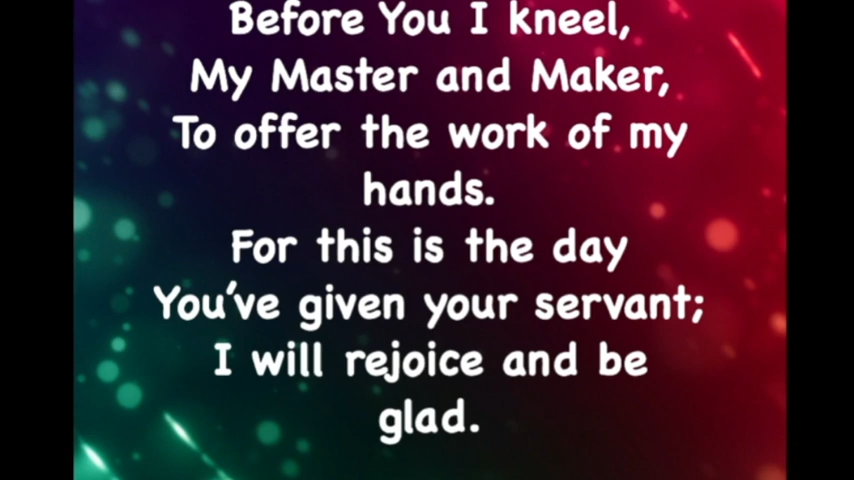 Before You I kneel,
My Master and Maker,
To offer the work of my
hands.
For this is the day
You've given your servant;
I will rejoice and be
glad.